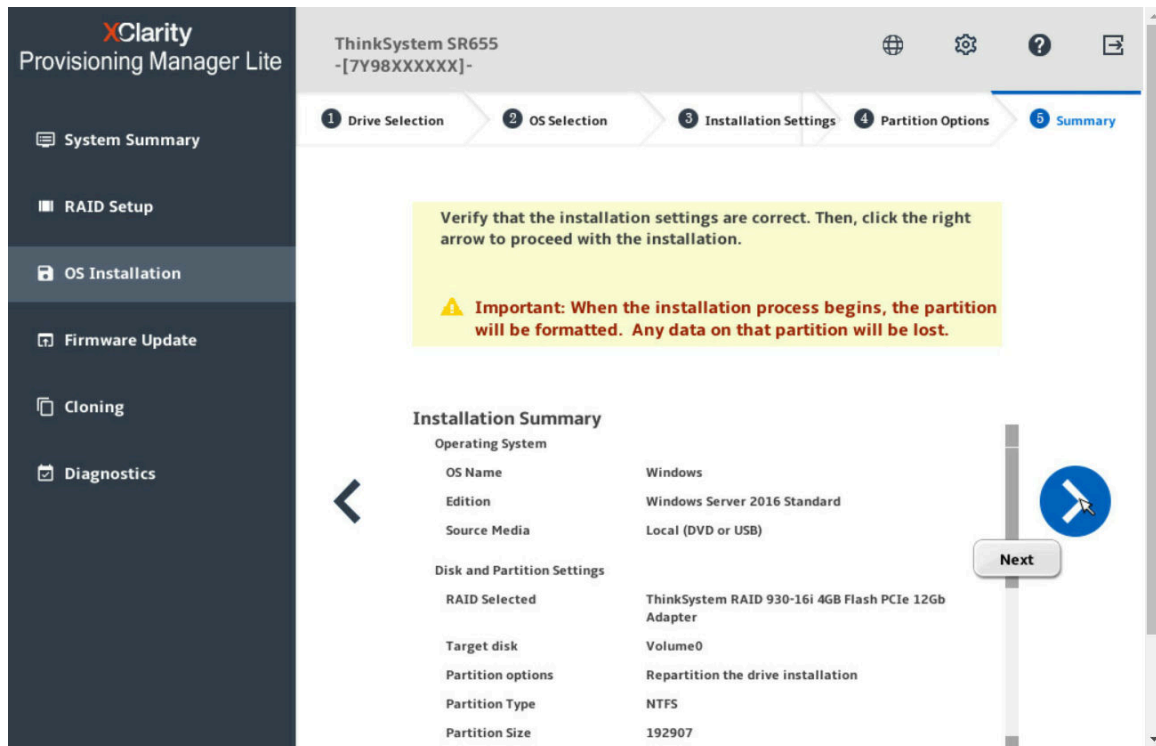 XClarity
Provisioning Manager Lite
System Summary
RAID Setup
OS Installation
Firmware Update
Cloning
Diagnostics
ThinkSystem SR655
-[7Y98XXXXXX]-
?
1 Drive Selection
2 OS Selection
3 Installation Settings
4 Partition Options
5 Summary
Verify that the installation settings are correct. Then, click the right
arrow to proceed with the installation.
Important: When the installation process begins, the partition
will be formatted. Any data on that partition will be lost.
Installation Summary
Operating System
OS Name Windows
Edition Windows Server 2016 Standard
Source Media Local (DVD or USB)
Disk and Partition Settings
RAID Selected ThinkSystem RAID 930-16i 4GB Flash PCIe 12Gb
Adapter
Target disk Volume0
Partition options Repartition the drive installation
Partition Type NTFS
Partition Size 192907
Next